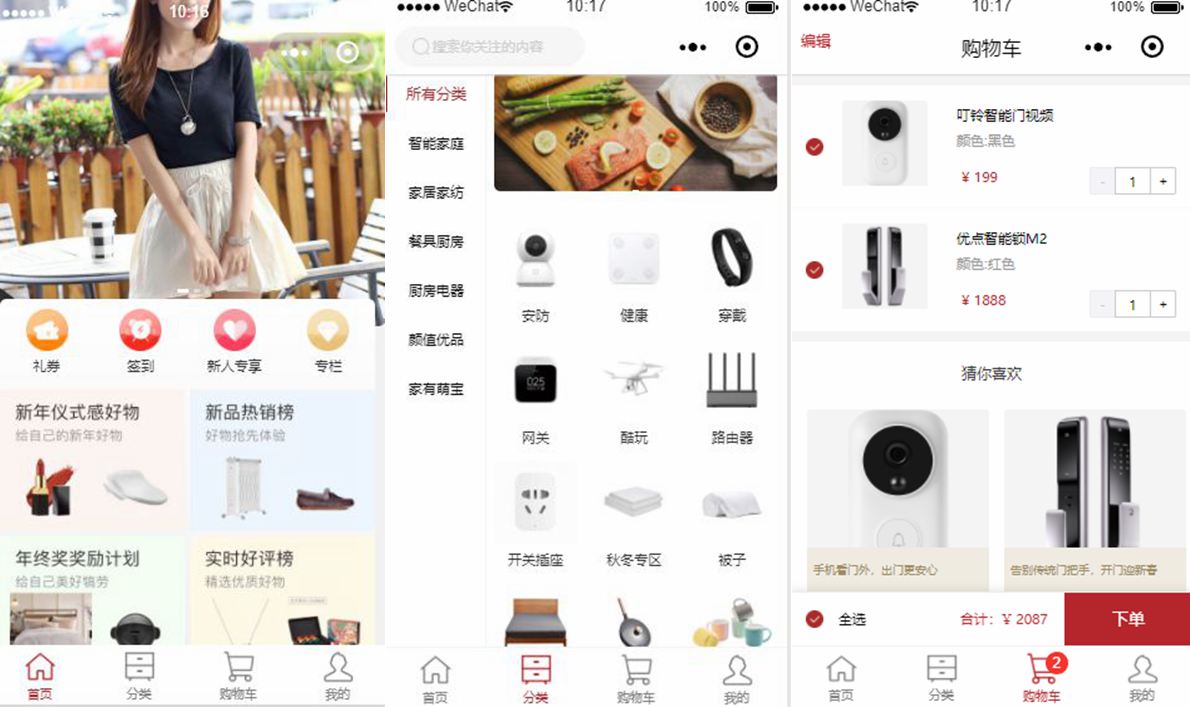 10:16
礼券
签到
新人专享
专栏
新年仪式感好物
给自己的新年好物
新品热销榜
好物抢先体验
年终奖奖励计划
给自己美好犒劳
实时好评榜
精选优质好物
首页
分类
购物车
我的
WeChat
10:17
100%
搜索你关注的内容
所有分类
智能家庭
家居家纺
餐具厨房
厨房电器
颜值优品
家有萌宝
安防
健康
穿戴
025
网关
酷玩
路由器
开关插座
秋冬专区
被子
首页
分类
购物车
我的
WeChat
10:17
100%
编辑
购物车
叮铃智能门视频
颜色:黑色
¥ 199
- 1 +
优点智能锁M2
颜色:红色
¥ 1888
- 1 +
猜你喜欢
手机看门外，出门更安心
告别传统门把手，开门迎新春
全选
合计：¥ 2087
下单
首页
分类
2
购物车
我的